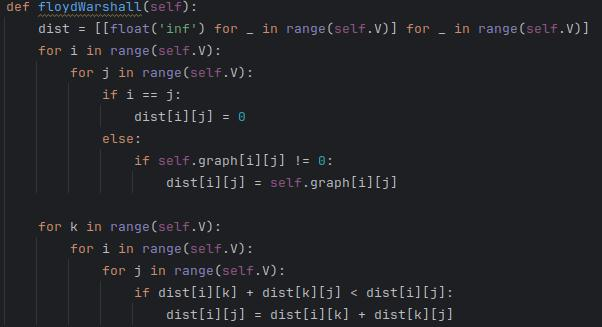 def floydWarshall(self):
    dist = [[float('inf') for _ in range(self.V)] for _ in range(self.V)]
    for i in range(self.V):
        for j in range(self.V):
            if i == j:
                dist[i][j] = 0
            else:
                if self.graph[i][j] != 0:
                    dist[i][j] = self.graph[i][j]

    for k in range(self.V):
        for i in range(self.V):
            for j in range(self.V):
                if dist[i][k] + dist[k][j] < dist[i][j]:
                    dist[i][j] = dist[i][k] + dist[k][j]